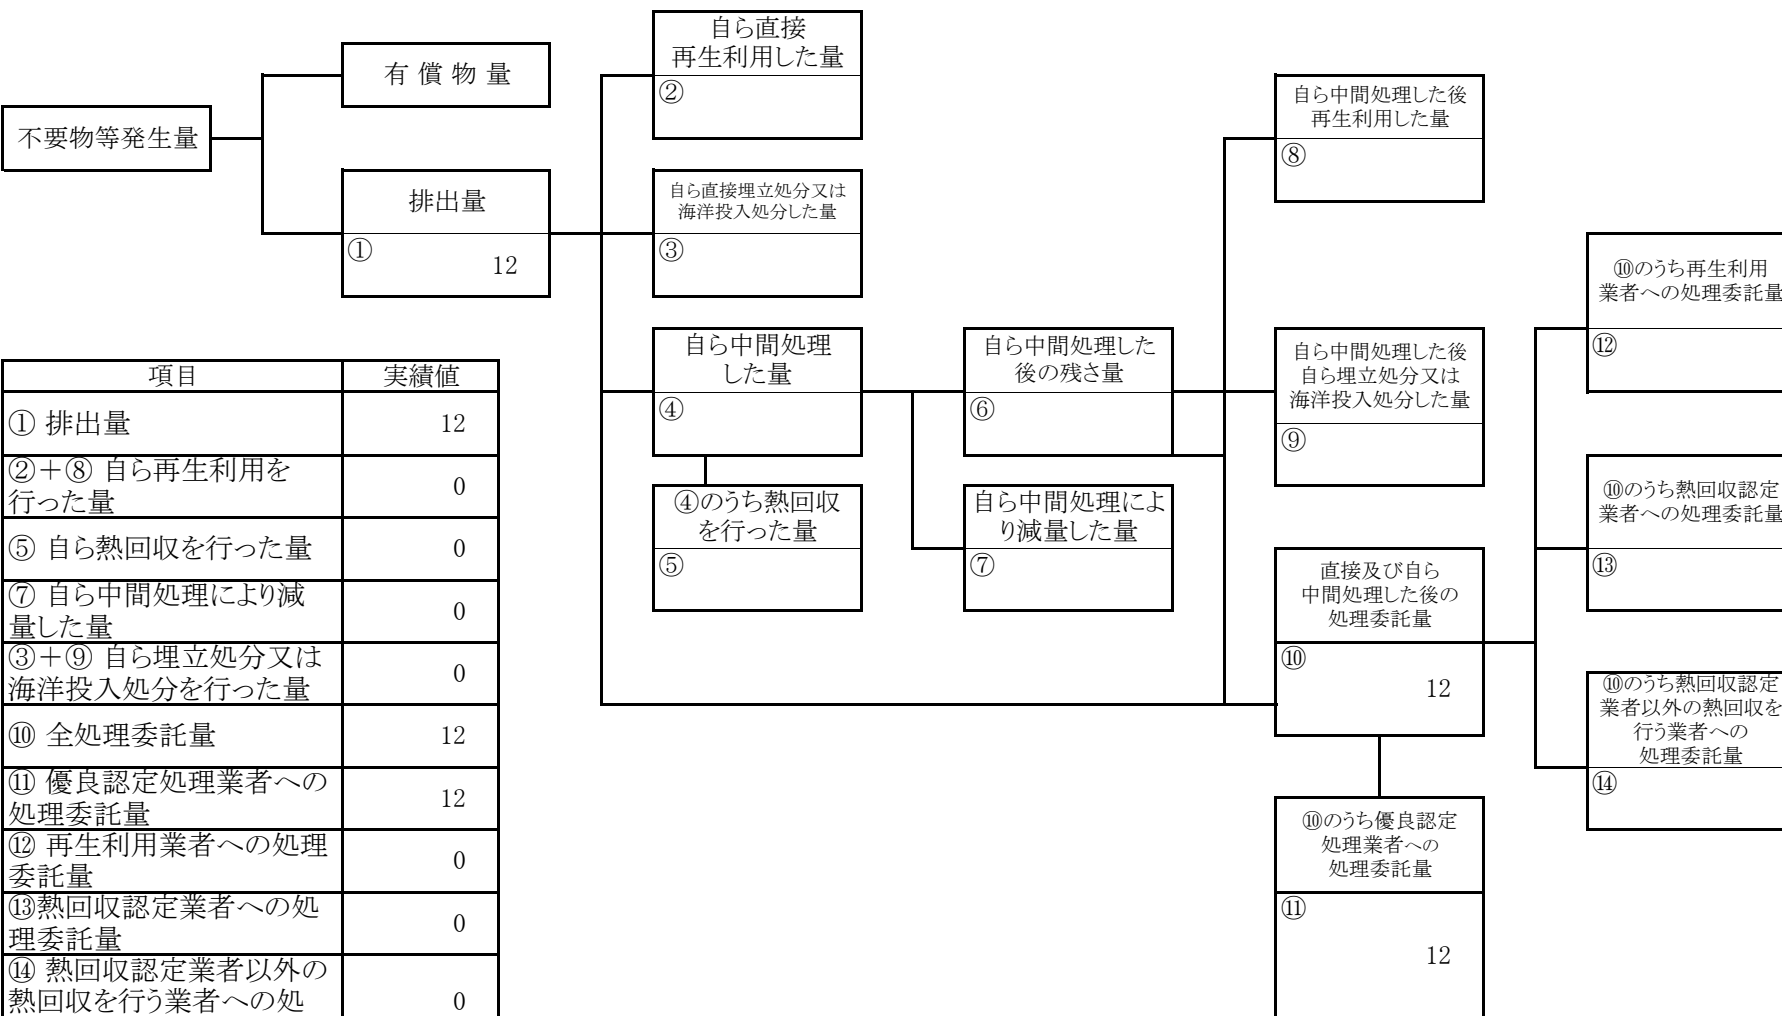 自ら直接
再生利用した量
②
有 償 物 量
不要物等発生量
排出量
①
12
自ら直接埋立処分又は
海洋投入処分した量
③
自ら中間処理した後
再生利用した量
⑧
⑩のうち再生利用
業者への処理委託量
⑫
自ら中間処理
した量
④
自ら中間処理した
後の残さ量
⑥
自ら中間処理した後
自ら埋立処分又は
海洋投入処分した量
⑨
④のうち熱回収
を行った量
⑤
自ら中間処理によ
り減量した量
⑦
⑩のうち熱回収認定
業者への処理委託量
⑬
直接及び自ら
中間処理した後の
処理委託量
⑩
12
⑩のうち熱回収認定
業者以外の熱回収を
行う業者への
処理委託量
⑭
⑩のうち優良認定
処理業者への
処理委託量
⑪
12
項目 実績値
① 排出量 12
②+⑧ 自ら再生利用を
行った量 0
⑤ 自ら熱回収を行った量 0
⑦ 自ら中間処理により減
量した量 0
③+⑨ 自ら埋立処分又は
海洋投入処分を行った量 0
⑩ 全処理委託量 12
⑪ 優良認定処理業者への
処理委託量 12
⑫ 再生利用業者への処理
委託量 0
⑬熱回収認定業者への処
理委託量 0
⑭ 熱回収認定業者以外の
熱回収を行う業者への処 0